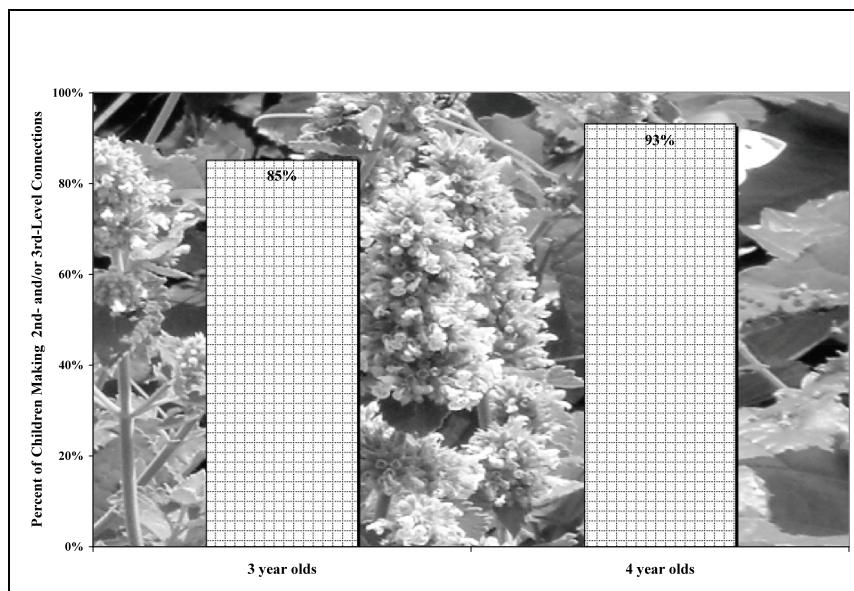 100%
80%
60%
40%
20%
0%
Percent of Children Making 2nd- and/or 3rd-Level Connections
85%
93%
3 year olds
4 year olds